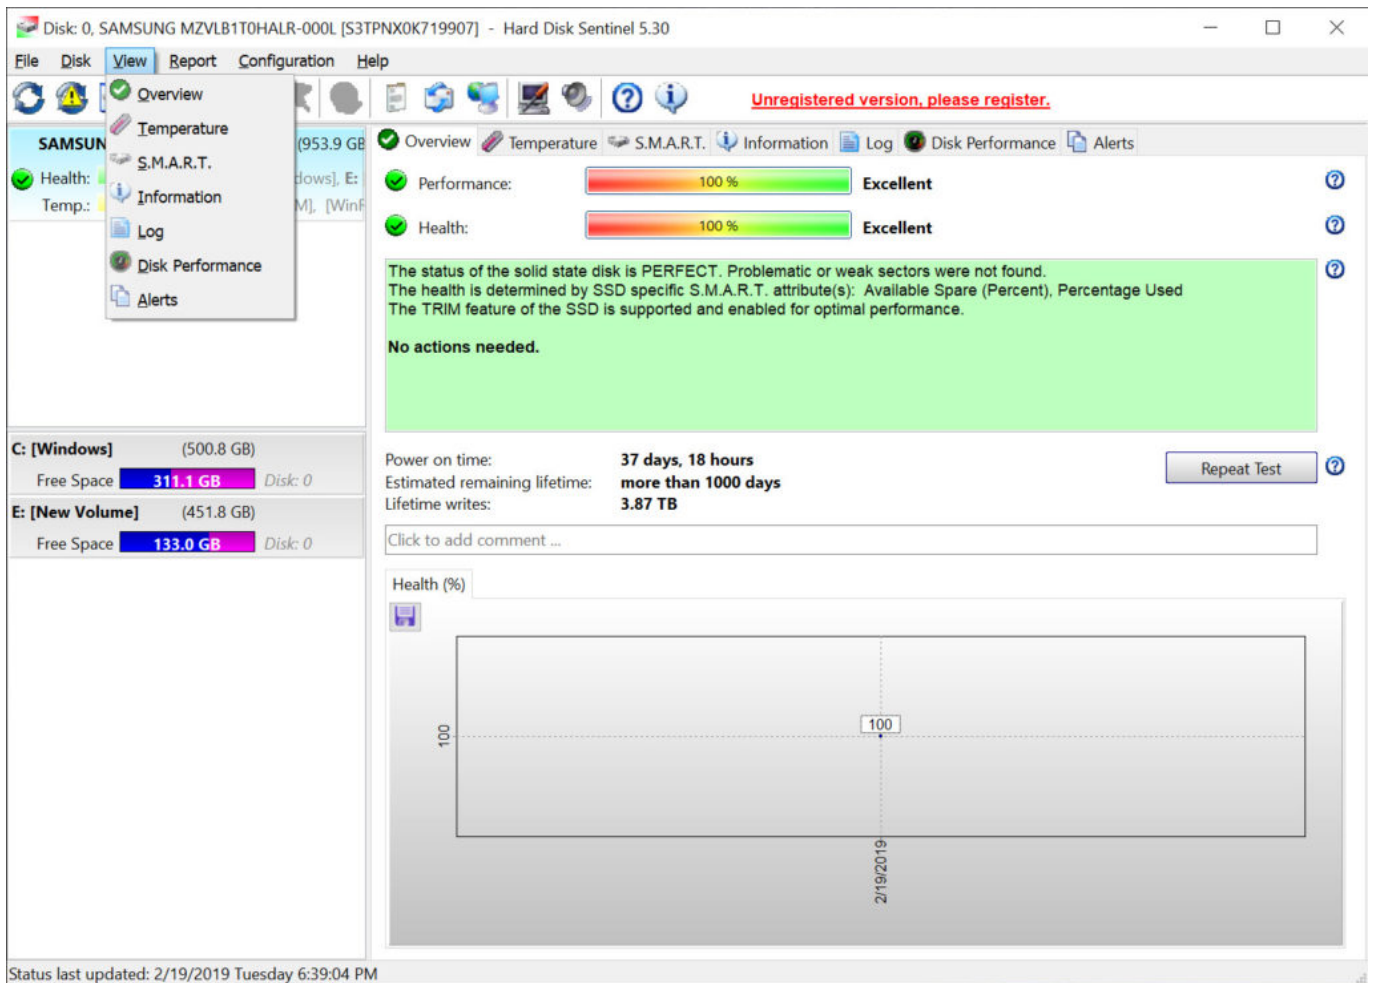 Disk: 0, SAMSUNG MZVLB1T0HALR-000L [S3TPNX0K719907] - Hard Disk Sentinel 5.30
File Disk View Report Configuration Help
Unregistered version, please register.
Overview
Temperature
S.M.A.R.T.
Information
Log
Disk Performance
Alerts
(953.9 GB
Health:
dows], E:
Temp.:
M],
Overview Temperature S.M.A.R.T. Information Log Disk Performance Alerts
Performance: 100 % Excellent
Health: 100 % Excellent
The status of the solid state disk is PERFECT. Problematic or weak sectors were not found.
The health is determined by SSD specific S.M.A.R.T. attribute(s): Available Spare (Percent), Percentage Used
The TRIM feature of the SSD is supported and enabled for optimal performance.
No actions needed.
C: [Windows] (500.8 GB)
Free Space 311.1 GB Disk: 0
E: [New Volume] (451.8 GB)
Free Space 133.0 GB Disk: 0
Power on time: 37 days, 18 hours
Estimated remaining lifetime: more than 1000 days
Lifetime writes: 3.87 TB
Repeat Test
Click to add comment ...
Health (%)
100
100
2/19/2019
Status last updated: 2/19/2019 Tuesday 6:39:04 PM